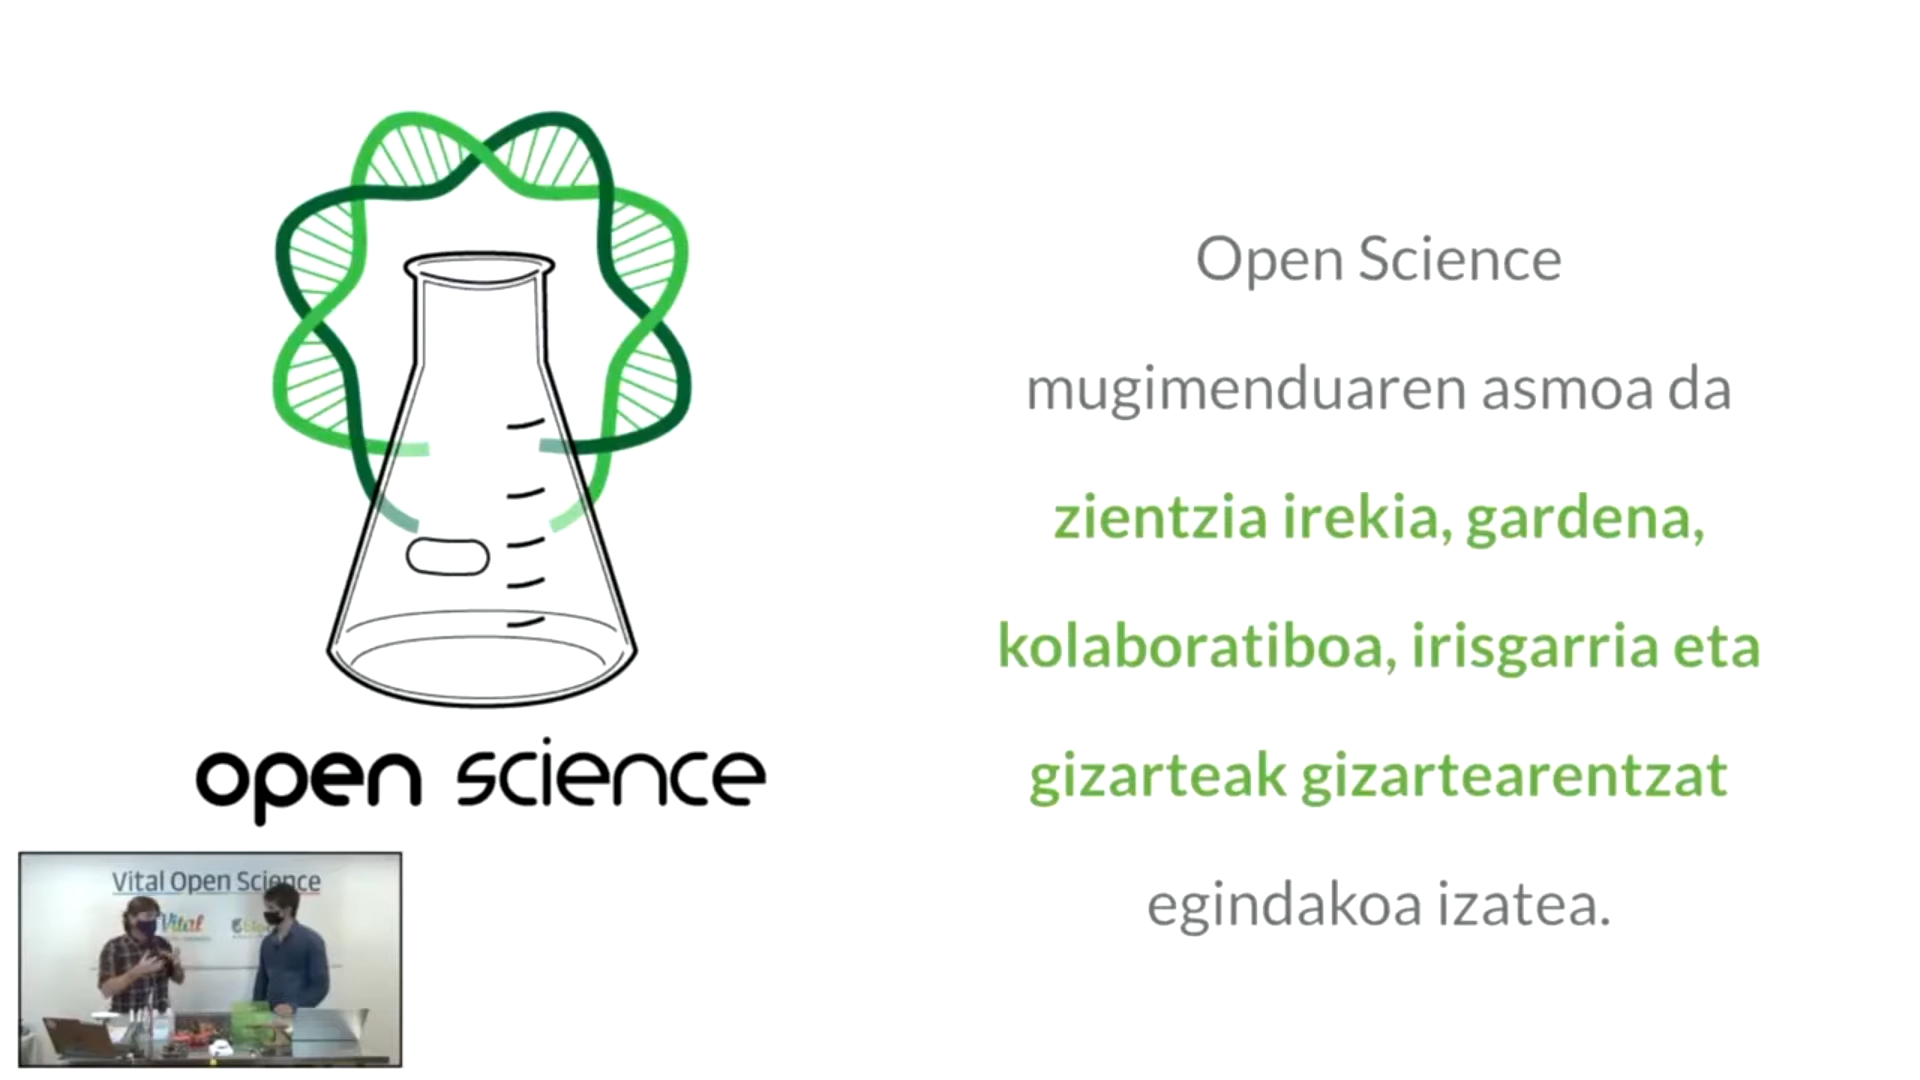 open science
Open Science
mugimenduaren asmoa da
zientzia irekia, gardena,
kolaboratiboa, irisgarria eta
gizarteak gizartearentzat
egindakoa izatea.
Vital Open Science
Vital